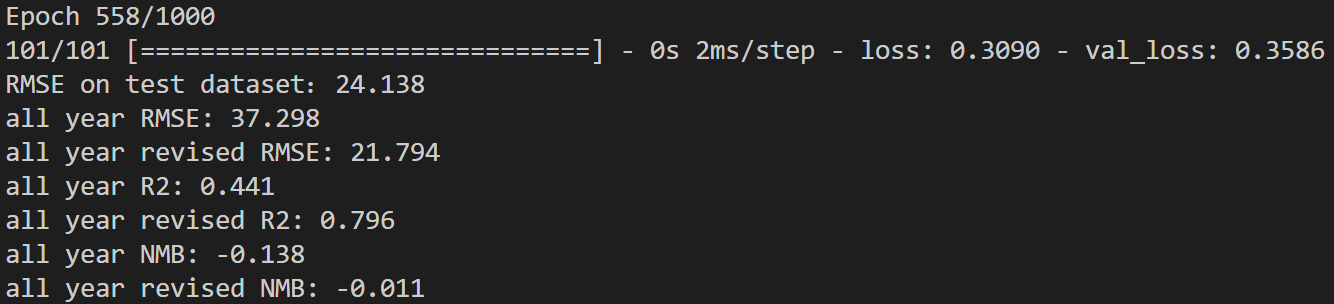 Epoch 558/1000
101/101 [==============================] - 0s 2ms/step - loss: 0.3090 - val_loss: 0.3586
RMSE on test dataset: 24.138
all year RMSE: 37.298
all year revised RMSE: 21.794
all year R2: 0.441
all year revised R2: 0.796
all year NMB: -0.138
all year revised NMB: -0.011